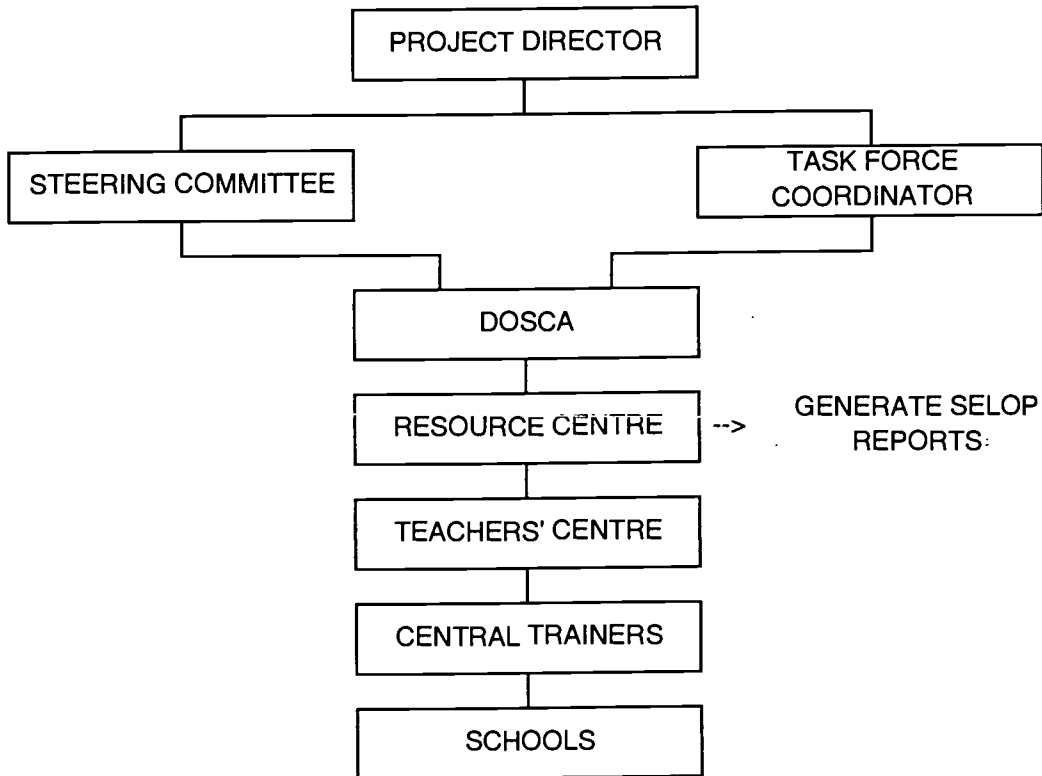 PROJECT DIRECTOR
STEERING COMMITTEE
TASK FORCE
COORDINATOR
DOSCA
RESOURCE CENTRE
-->
GENERATE SELOP
REPORTS
TEACHERS' CENTRE
CENTRAL TRAINERS
SCHOOLS